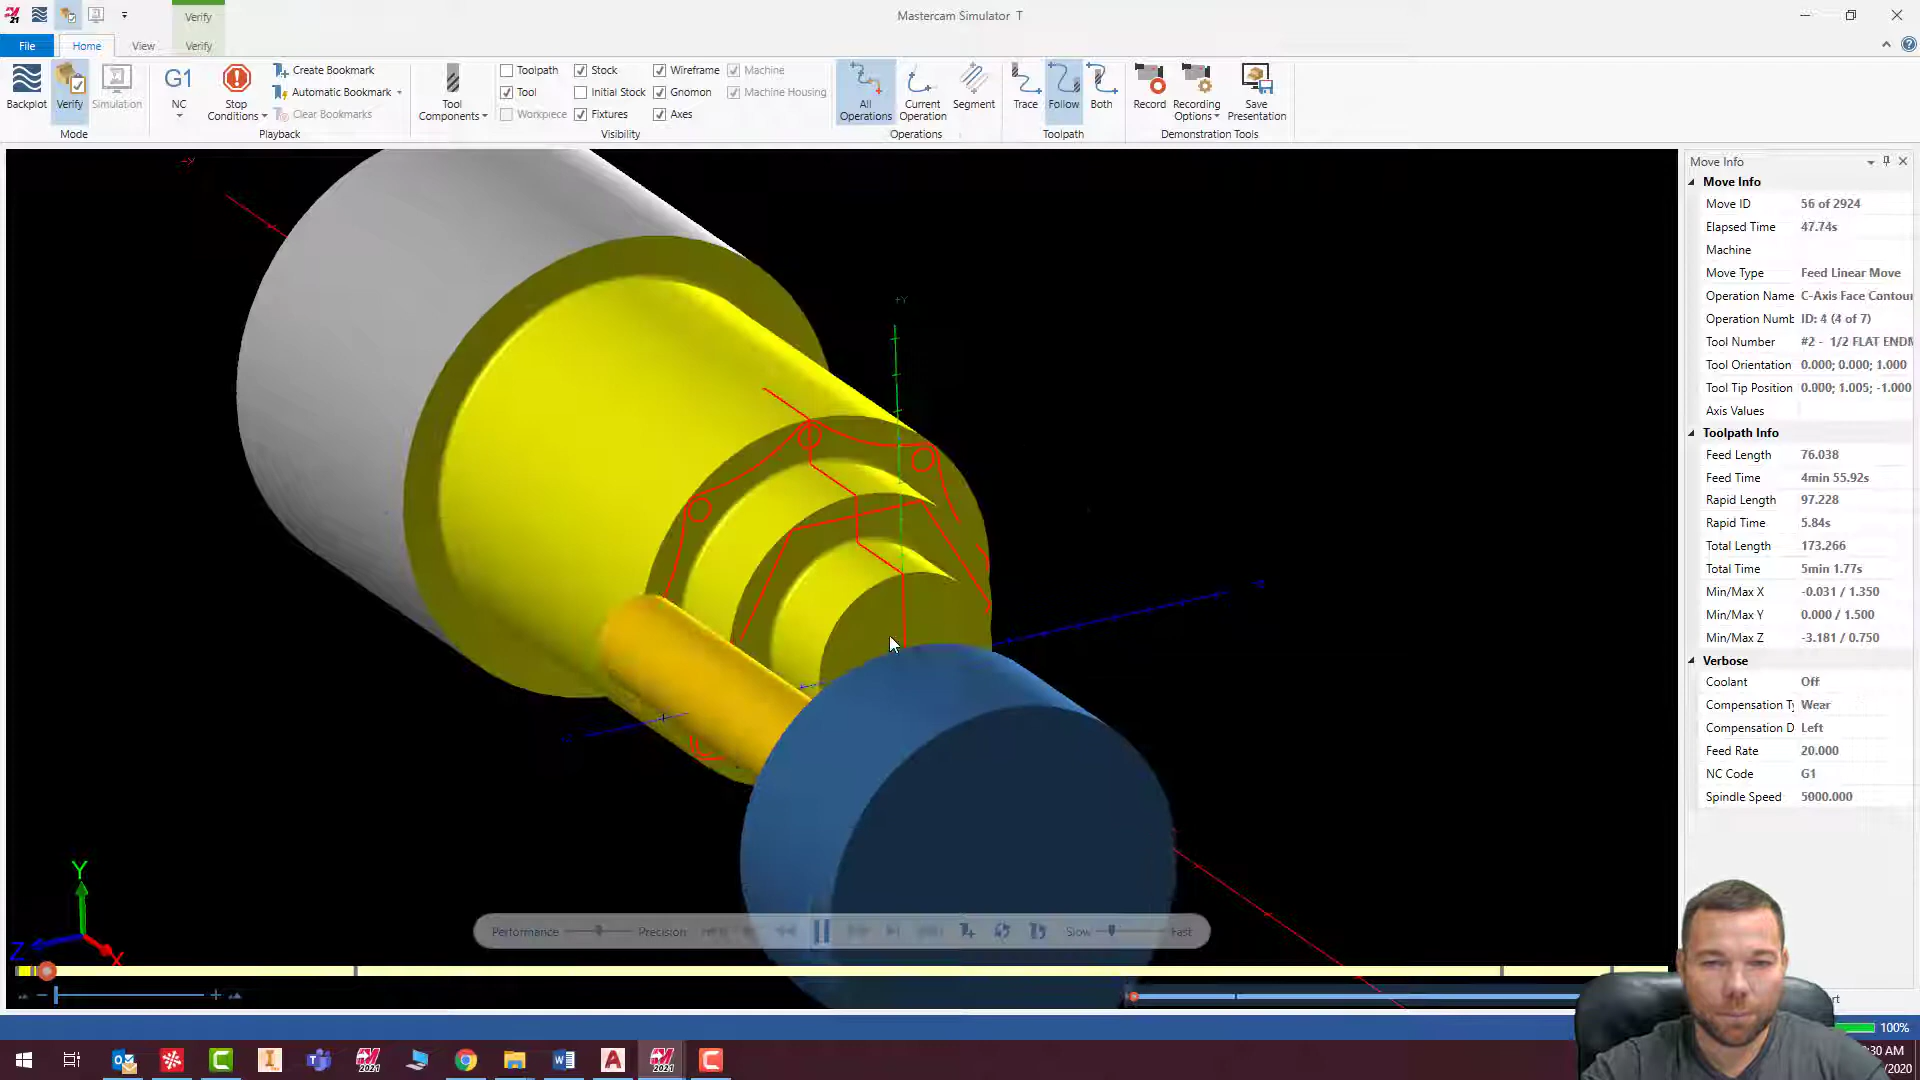 Verify
Mastercam Simulator T
File
Home
View
Verify
Backplot
Verify
Simulation
Mode
G1
NC
Stop
Conditions
Create Bookmark
Automatic Bookmark
Clear Bookmarks
Playback
Tool
Components
Toolpath
Tool
Workpiece
Stock
Initial Stock
Fixtures
Wireframe
Gnomon
Axes
Machine
Machine Housing
Visibility
All
Operations
Current
Operation
Segment
Operations
Trace
Follow
Both
Toolpath
Record
Recording
Options
Save
Presentation
Demonstration Tools
Move Info
Move Info
Move ID 56 of 2924
Elapsed Time 47.74s
Machine
Move Type Feed Linear Move
Operation Name C-Axis Face Contour
Operation Numb ID: 4 (4 of 7)
Tool Number #2 - 1/2 FLAT ENDM
Tool Orientation 0.000; 0.000; 1.000
Tool Tip Position 0.000; 1.005; -1.000
Axis Values
Toolpath Info
Feed Length 76.038
Feed Time 4min 55.92s
Rapid Length 97.228
Rapid Time 5.84s
Total Length 173.266
Total Time 5min 1.77s
Min/Max X -0.031 / 1.350
Min/Max Y 0.000 / 1.500
Min/Max Z -3.181 / 0.750
Verbose
Coolant Off
Compensation Ty Wear
Compensation D Left
Feed Rate 20.000
NC Code G1
Spindle Speed 5000.000
+Y
Y
Z
X
Performance
Precision
Slow
Fast
100%
:30 AM
/2020